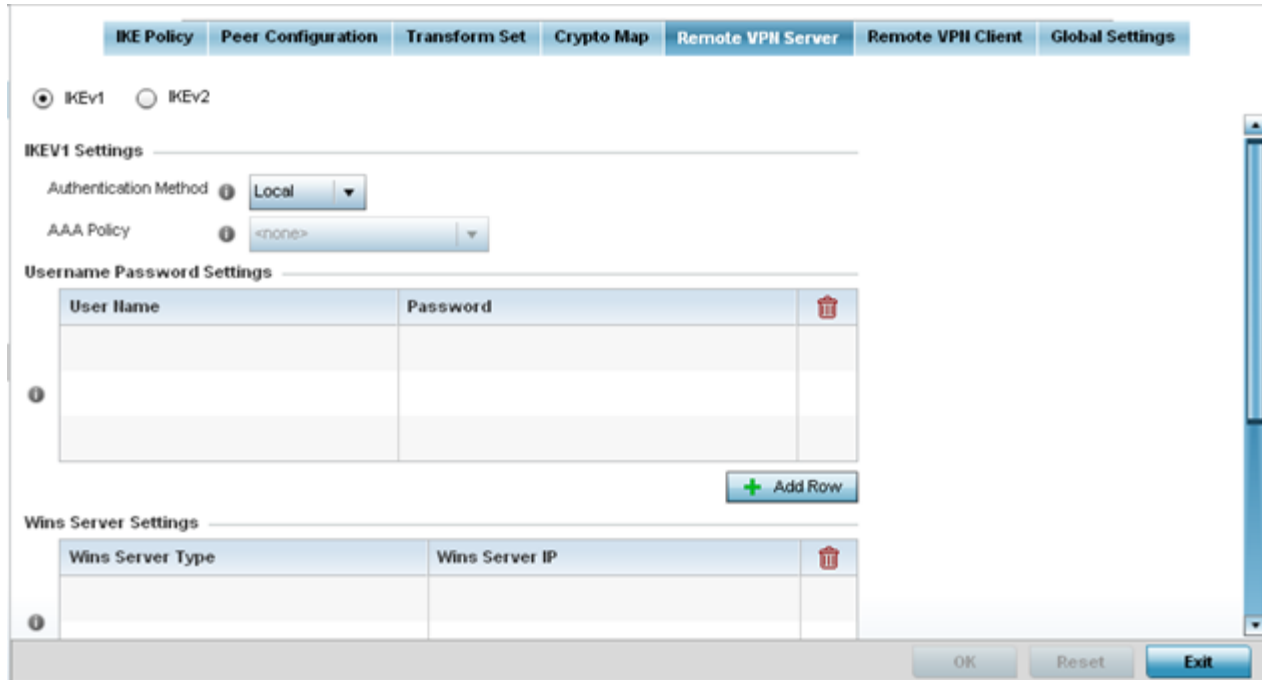 IKE Policy Peer Configuration Transform Set Crypto Map Remote VPN Server Remote VPN Client Global Settings
IKEv1 IKEv2
IKEV1 Settings
Authentication Method Local
AAA Policy <none>
Username Password Settings
User Name Password
Add Row
Wins Server Settings
Wins Server Type Wins Server IP
OK Reset Exit